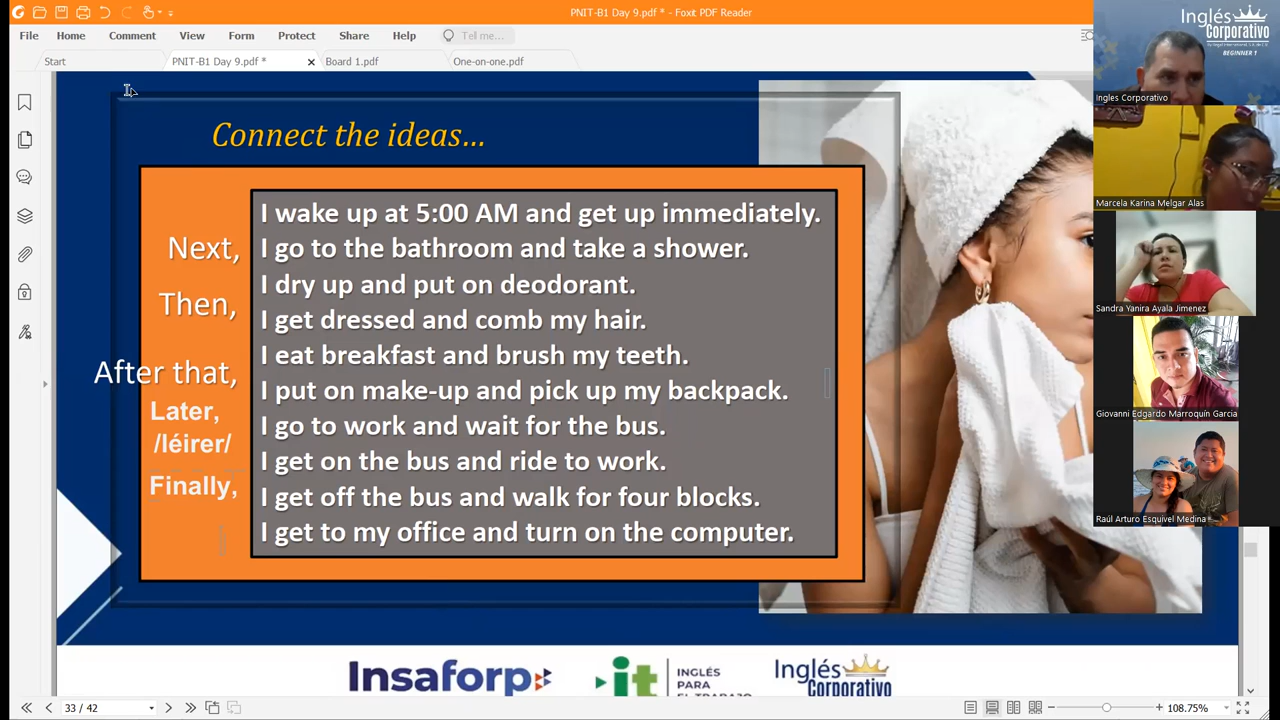 PNIT-B1 Day 9.pdf * - Foxit PDF Reader
File Home Comment View Form Protect Share Help Tell me...
Start PNIT-B1 Day 9.pdf * Board 1.pdf One-on-one.pdf
Connect the ideas...
I wake up at 5:00 AM and get up immediately.
Next, I go to the bathroom and take a shower.
I dry up and put on deodorant.
Then, I get dressed and comb my hair.
I eat breakfast and brush my teeth.
After that, I put on make-up and pick up my backpack.
Later, I go to work and wait for the bus.
/léirer/ I get on the bus and ride to work.
Finally, I get off the bus and walk for four blocks.
I get to my office and turn on the computer.
Insaforp
it
INGLÉS
PARA
EL TRABAJO
Inglés
Corporativo
33 / 42
108.75%
Inglés
Corporativo
BEGINNER 1
Ingles Corporativo
Marcela Karina Melgar Alas
Sandra Yanira Ayala Jimenez
Giovanni Edgardo Marroquín Garcia
Raúl Arturo Esquivel Medina